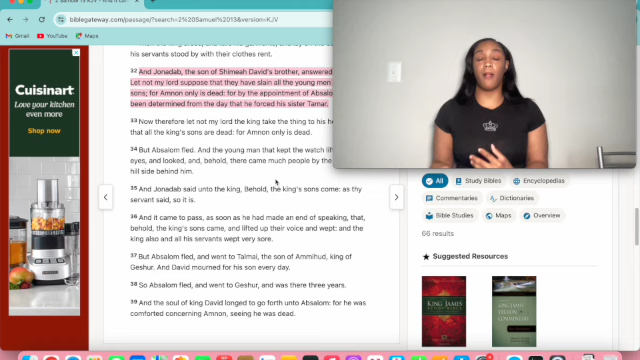 2 Samuel 13 KJV - And it cam
biblegateway.com/passage/?search=2%20Samuel%2013&version=KJV
Gmail
YouTube
Maps
his servants stood by with their clothes rent.
32 And Jonadab, the son of Shimeah David's brother, answered
Let not my lord suppose that they have slain all the young men
sons; for Amnon only is dead: for by the appointment of Absalo
been determined from the day that he forced his sister Tamar.
33 Now therefore let not my lord the king take the thing to his he
that all the king's sons are dead: for Amnon only is dead.
34 But Absalom fled. And the young man that kept the watch lift
eyes, and looked, and, behold, there came much people by the
hill side behind him.
35 And Jonadab said unto the king, Behold, the king's sons come: as thy
servant said, so it is.
36 And it came to pass, as soon as he had made an end of speaking, that,
behold, the king's sons came, and lifted up their voice and wept: and the
king also and all his servants wept very sore.
37 But Absalom fled, and went to Talmai, the son of Ammihud, king of
Geshur. And David mourned for his son every day.
38 So Absalom fled, and went to Geshur, and was there three years.
39 And the soul of king David longed to go forth unto Absalom: for he was
comforted concerning Amnon, seeing he was dead.
Cuisinart
Love your kitchen
even more
Shop now
All
Study Bibles
Encyclopedias
Commentaries
Dictionaries
Bible Studies
Maps
Overview
66 results
Suggested Resources
KING JAMES